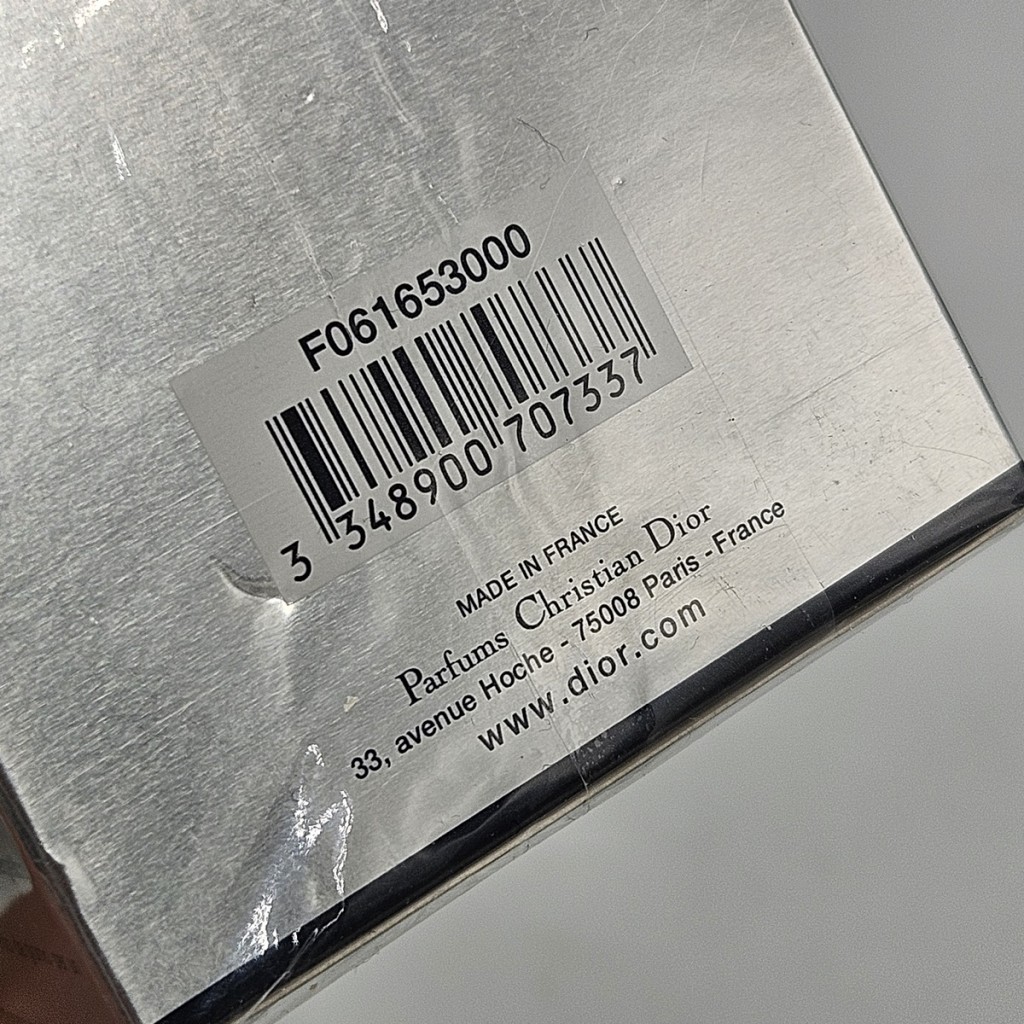 F061653000
3 348900 707337
MADE IN FRANCE
Parfums Christian Dior
33, avenue Hoche - 75008 Paris - France
www.dior.com